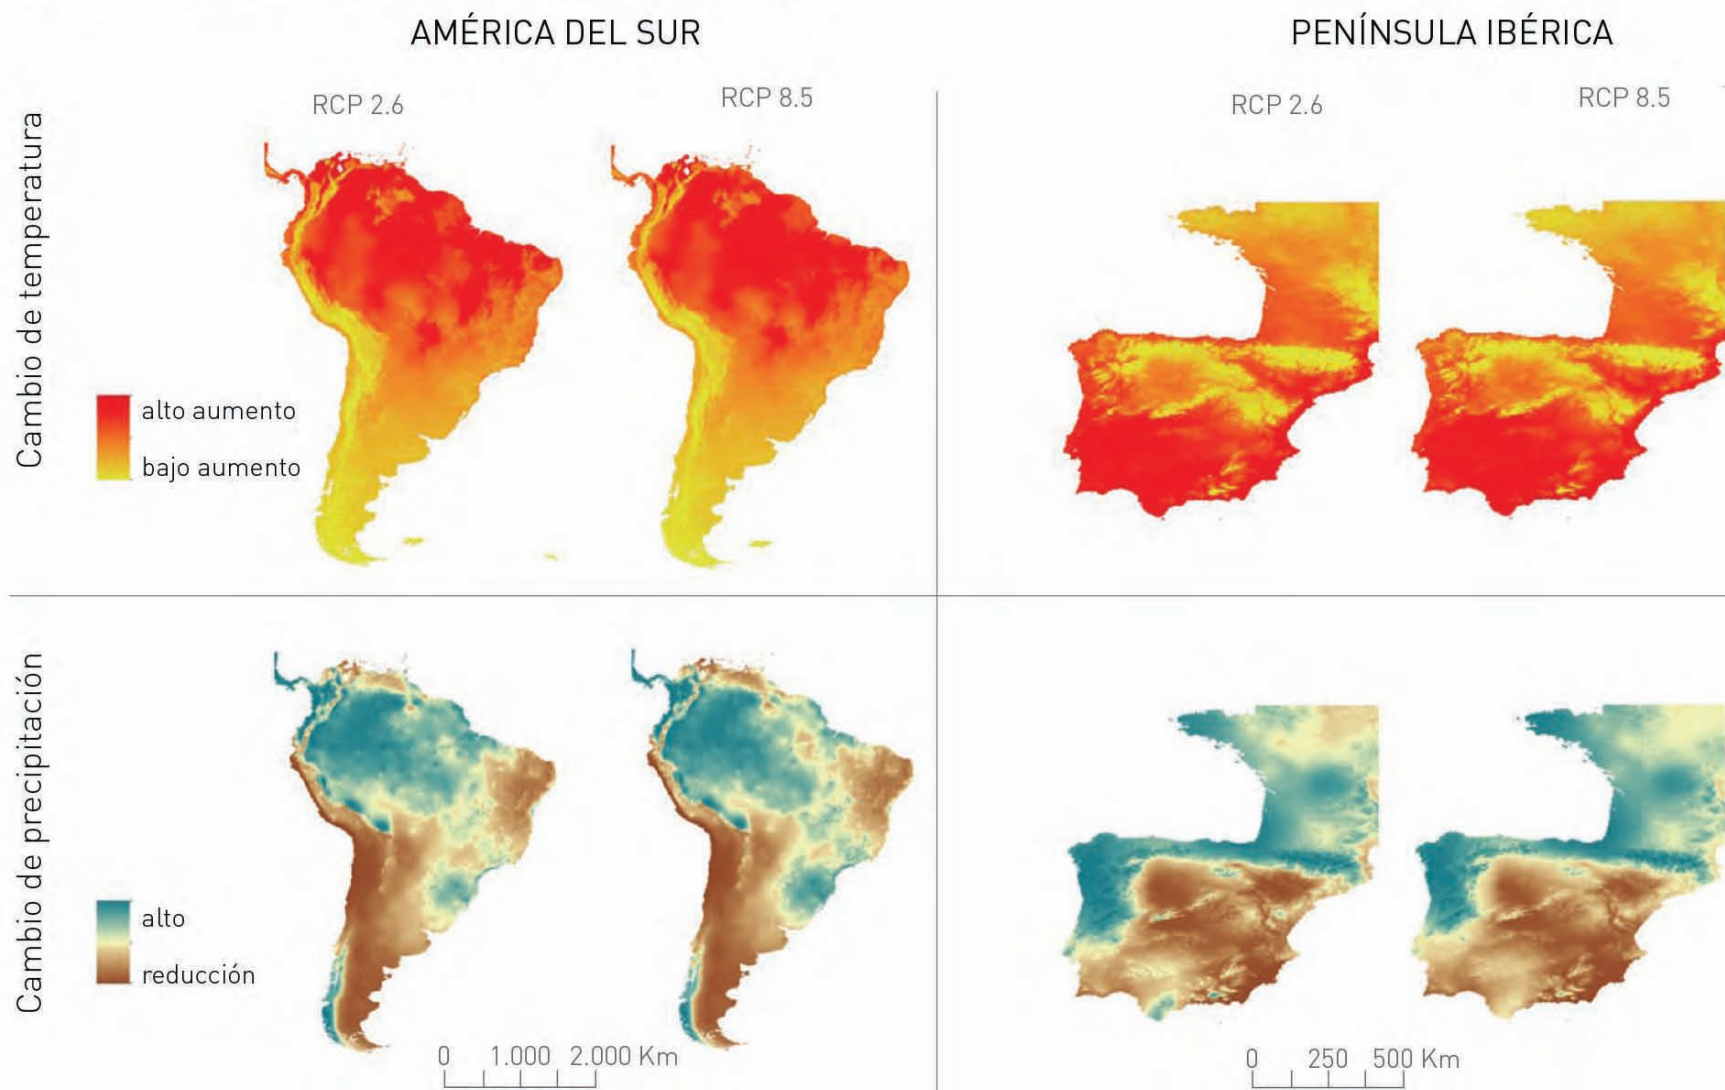 AMÉRICA DEL SUR
PENÍNSULA IBÉRICA
RCP 2.6
RCP 8.5
RCP 2.6
RCP 8.5
Cambio de temperatura
alto aumento
bajo aumento
Cambio de precipitación
alto
reducción
0 1.000 2.000 Km
0 250 500 Km